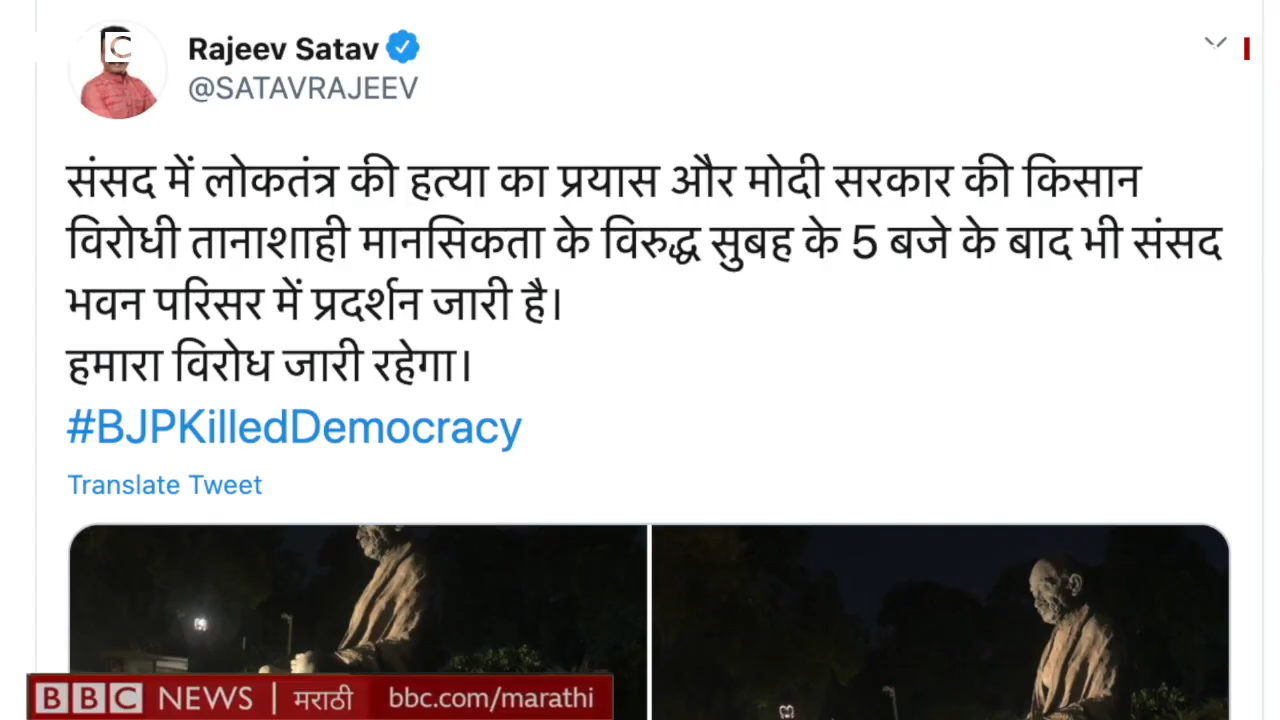 Rajeev Satav
@SATAVRAJEEV
संसद में लोकतंत्र की हत्या का प्रयास और मोदी सरकार की किसान
विरोधी तानाशाही मानसिकता के विरुद्ध सुबह के 5 बजे के बाद भी संसद
भवन परिसर में प्रदर्शन जारी है।
हमारा विरोध जारी रहेगा।
#BJPKilledDemocracy
Translate Tweet
BBC NEWS | मराठी bbc.com/marathi